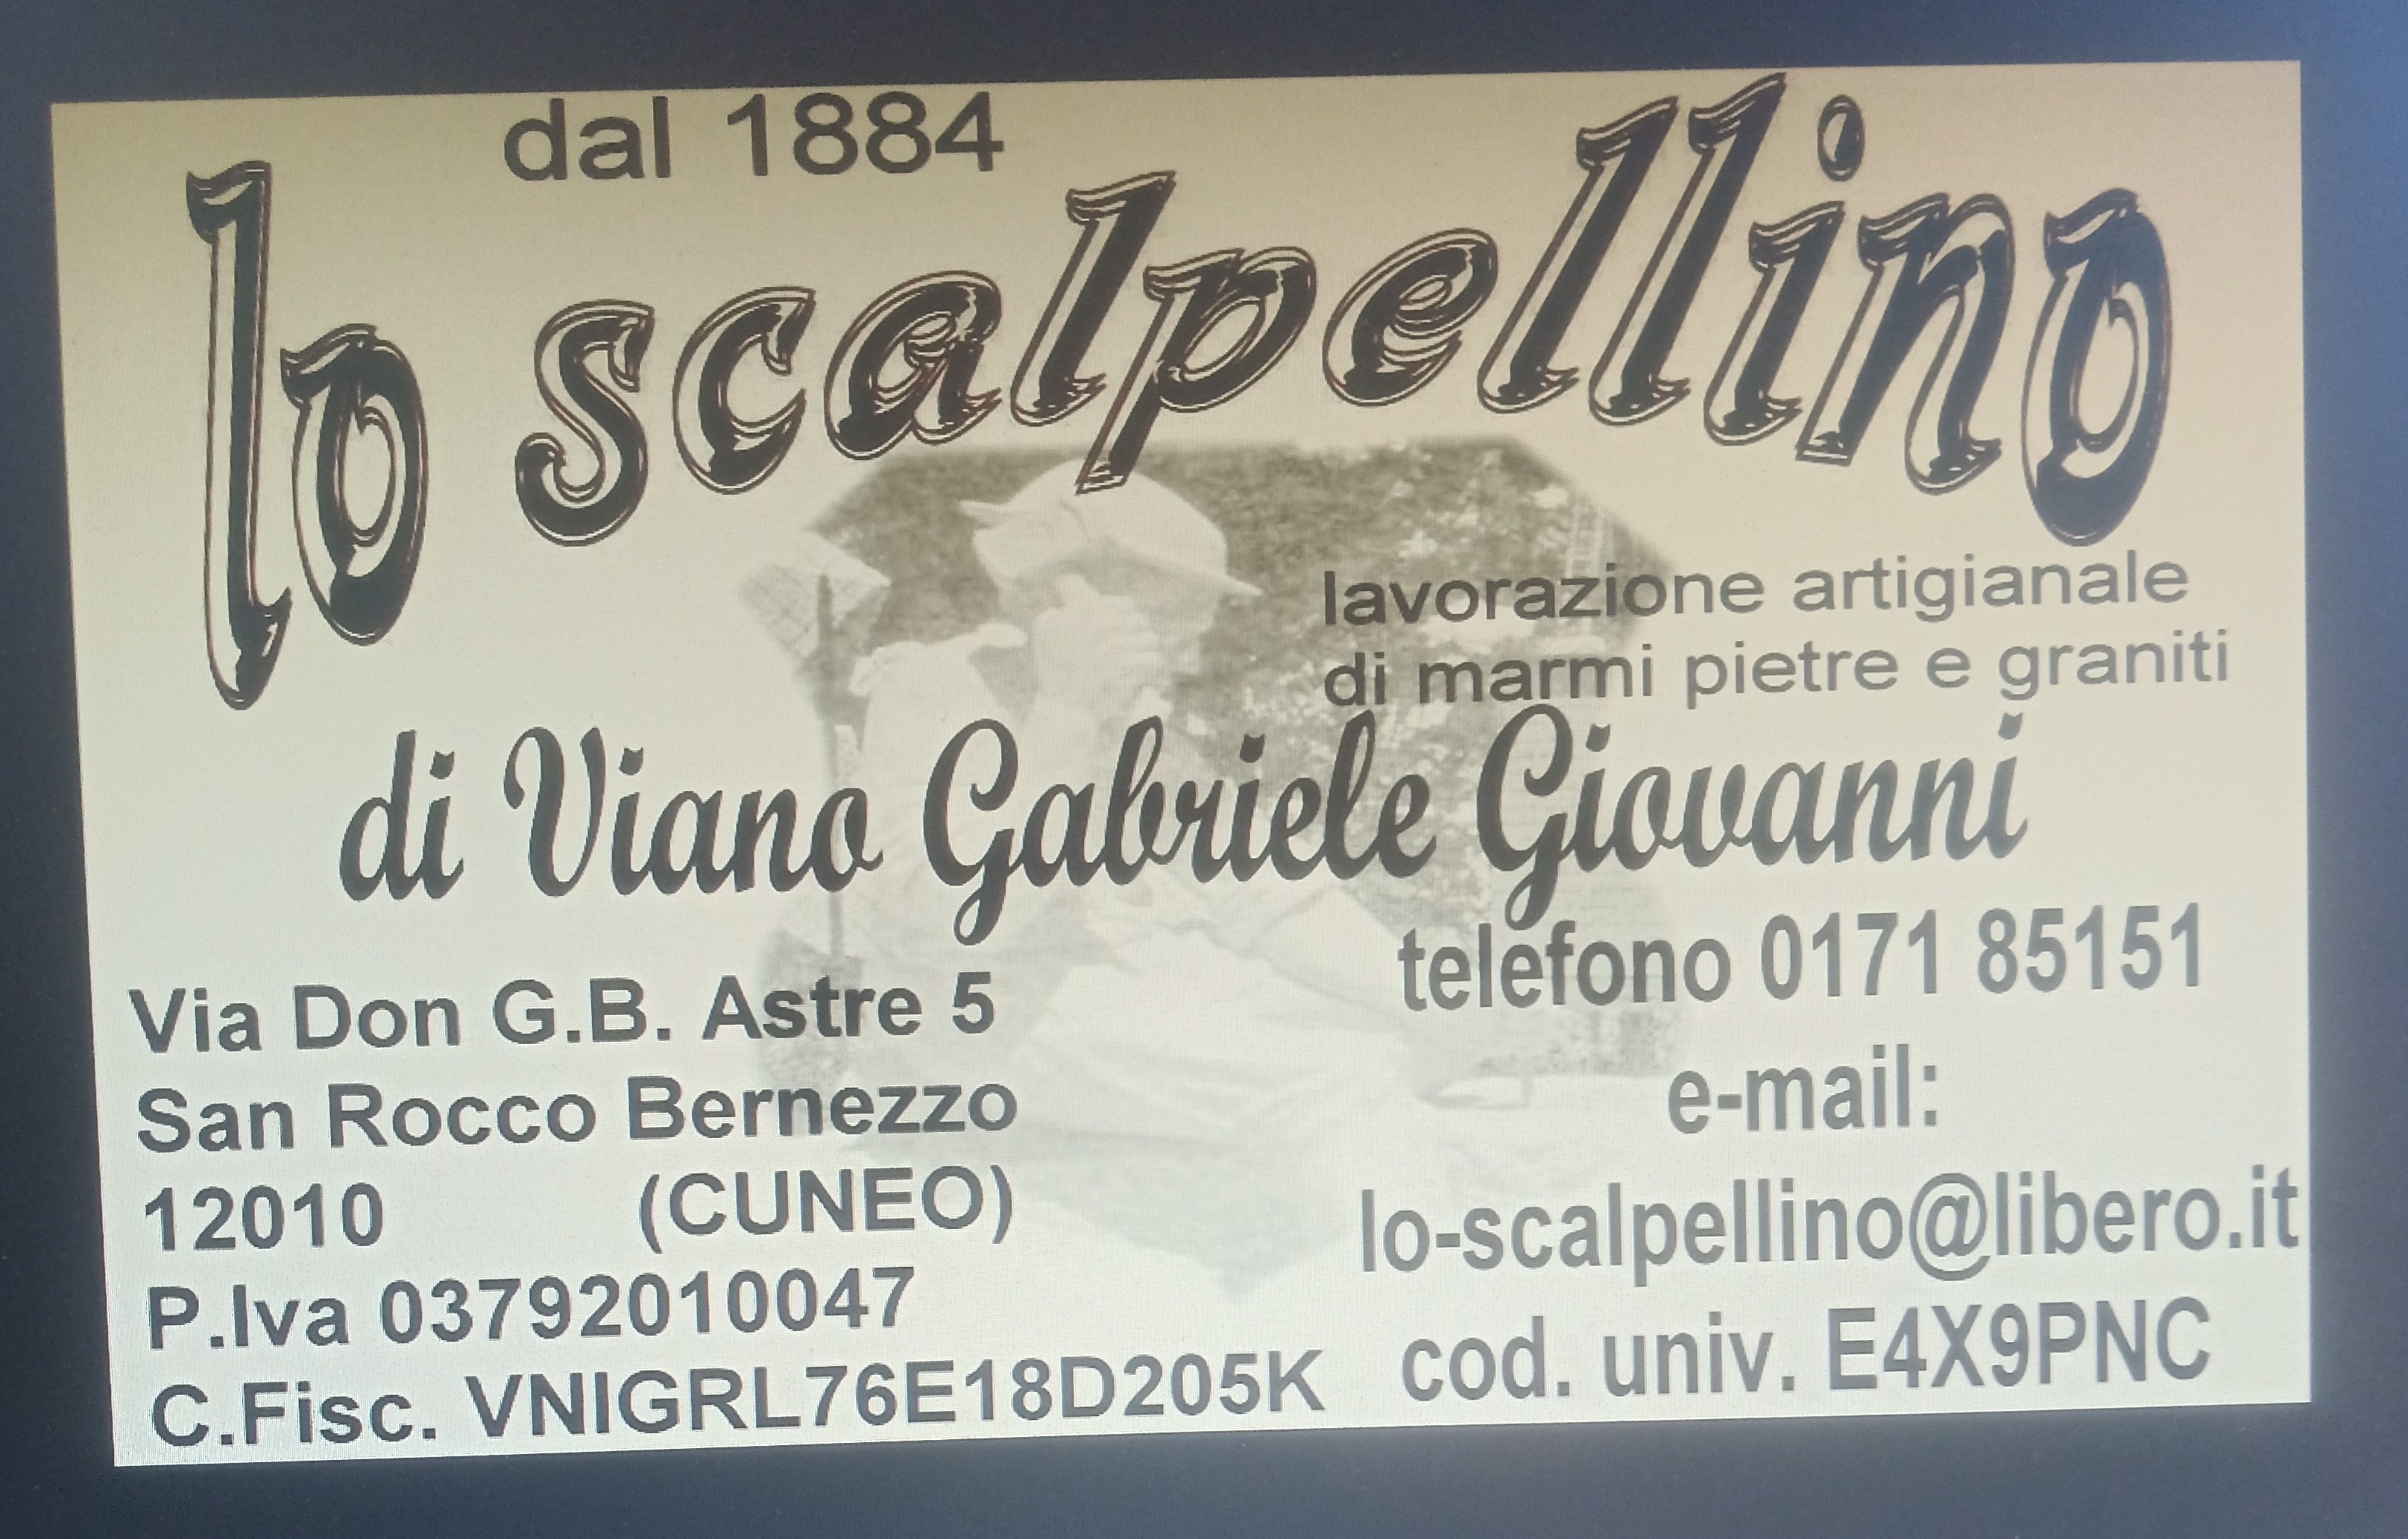 dal 1884
lo scalpellino
lavorazione artigianale
di marmi pietre e graniti
di Viano Gabriele Giovanni
Via Don G.B. Astre 5
San Rocco Bernezzo
12010 (CUNEO)
P.Iva 03792010047
C.Fisc. VNIGRL76E18D205K
telefono 0171 85151
e-mail:
lo-scalpellino@libero.it
cod. univ. E4X9PNC